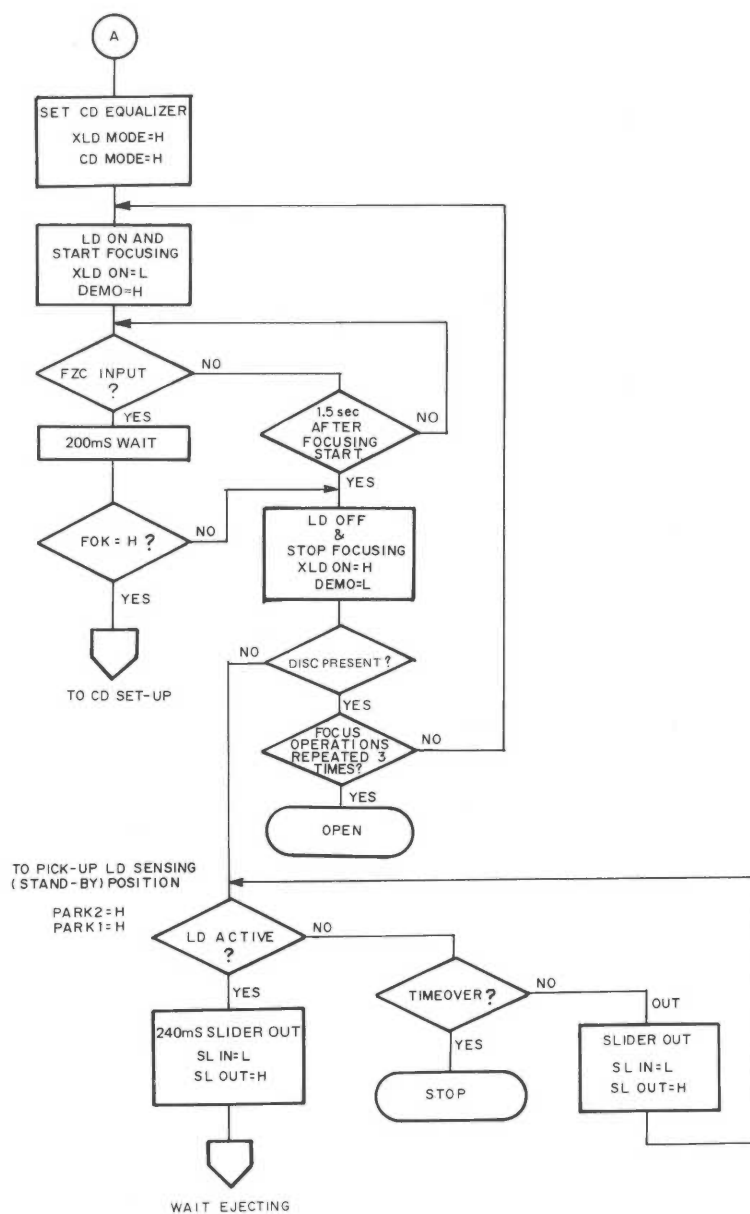 A
SET CD EQUALIZER
XLD MODE=H
CD MODE=H
LD ON AND
START FOCUSING
XLD ON=L
DEMO=H
FZC INPUT
?
NO
YES
1.5 sec
AFTER
FOCUSING
START
NO
YES
200mS WAIT
FOK=H?
NO
YES
TO CD SET-UP
LD OFF
&
STOP FOCUSING
XLD ON=H
DEMO=L
DISC PRESENT?
NO
YES
FOCUS
OPERATIONS
REPEATED 3
TIMES?
NO
YES
OPEN
TO PICK-UP LD SENSING
(STAND-BY) POSITION
PARK2=H
PARK1=H
LD ACTIVE
?
NO
YES
TIMEOVER?
NO
YES
OUT
240mS SLIDER OUT
SL IN=L
SL OUT=H
STOP
SLIDER OUT
SL IN=L
SL OUT=H
WAIT EJECTING